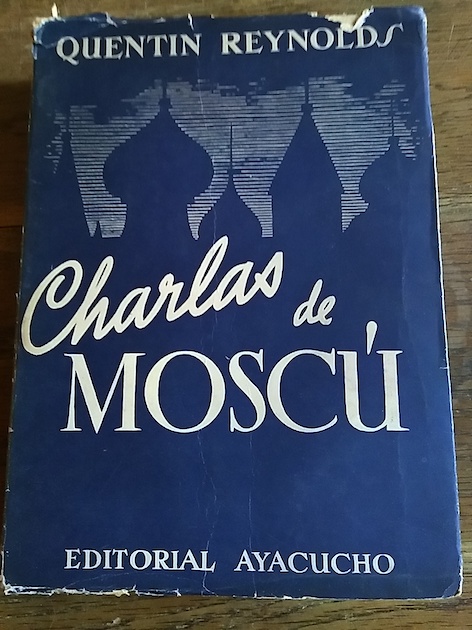 QUENTIN REYNOLDS
Charlas de
MOSCÚ
EDITORIAL AYACUCHO